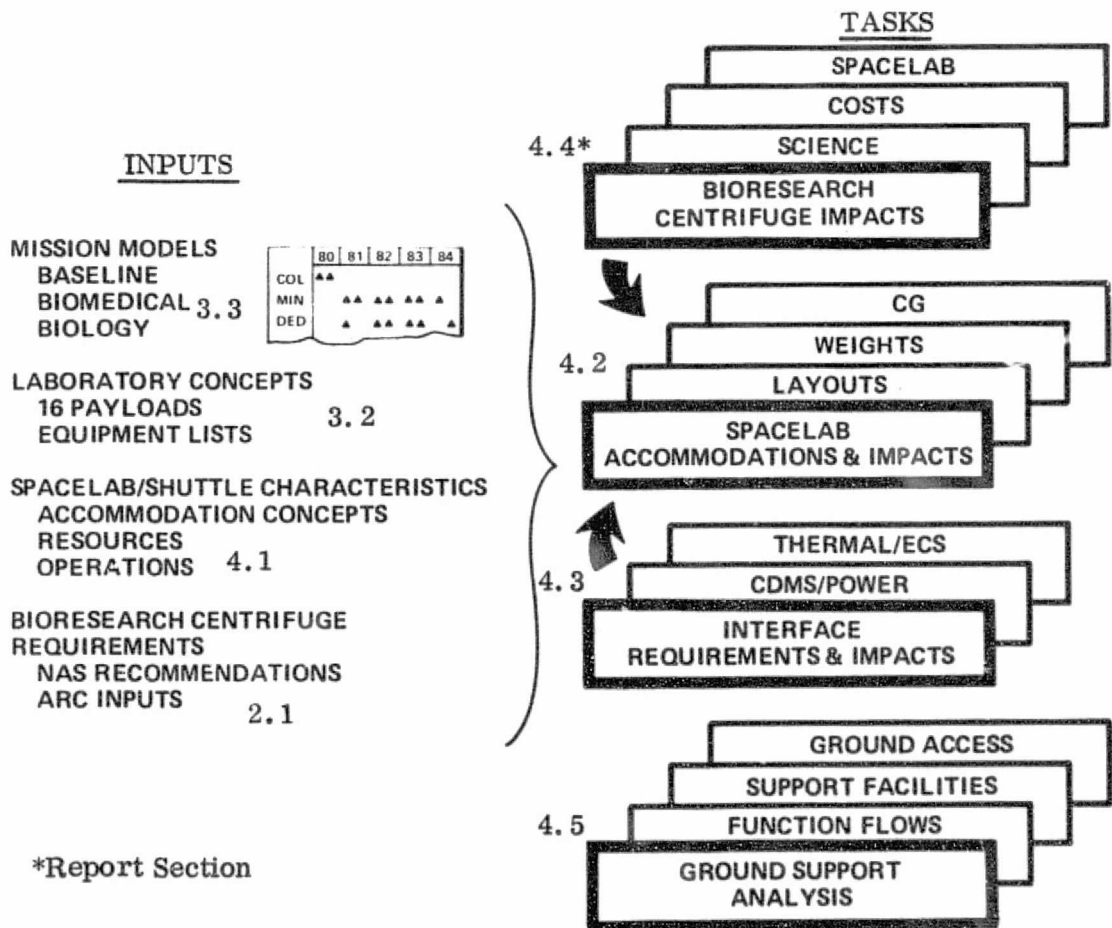 INPUTS
MISSION MODELS
BASELINE
BIOMEDICAL 3.3
BIOLOGY
80 81 82 83 84
COL ▲▲
MIN ▲▲ ▲▲ ▲▲ ▲
DED ▲ ▲▲ ▲▲ ▲
LABORATORY CONCEPTS
16 PAYLOADS
EQUIPMENT LISTS 3.2
SPACELAB/SHUTTLE CHARACTERISTICS
ACCOMMODATION CONCEPTS
RESOURCES
OPERATIONS 4.1
BIORESEARCH CENTRIFUGE
REQUIREMENTS
NAS RECOMMENDATIONS
ARC INPUTS 2.1
*Report Section
TASKS
SPACELAB
COSTS
4.4* SCIENCE
BIORESEARCH
CENTRIFUGE IMPACTS
CG
WEIGHTS
4.2 LAYOUTS
SPACELAB
ACCOMMODATIONS & IMPACTS
THERMAL/ECS
4.3 CDMS/POWER
INTERFACE
REQUIREMENTS & IMPACTS
GROUND ACCESS
SUPPORT FACILITIES
4.5 FUNCTION FLOWS
GROUND SUPPORT
ANALYSIS